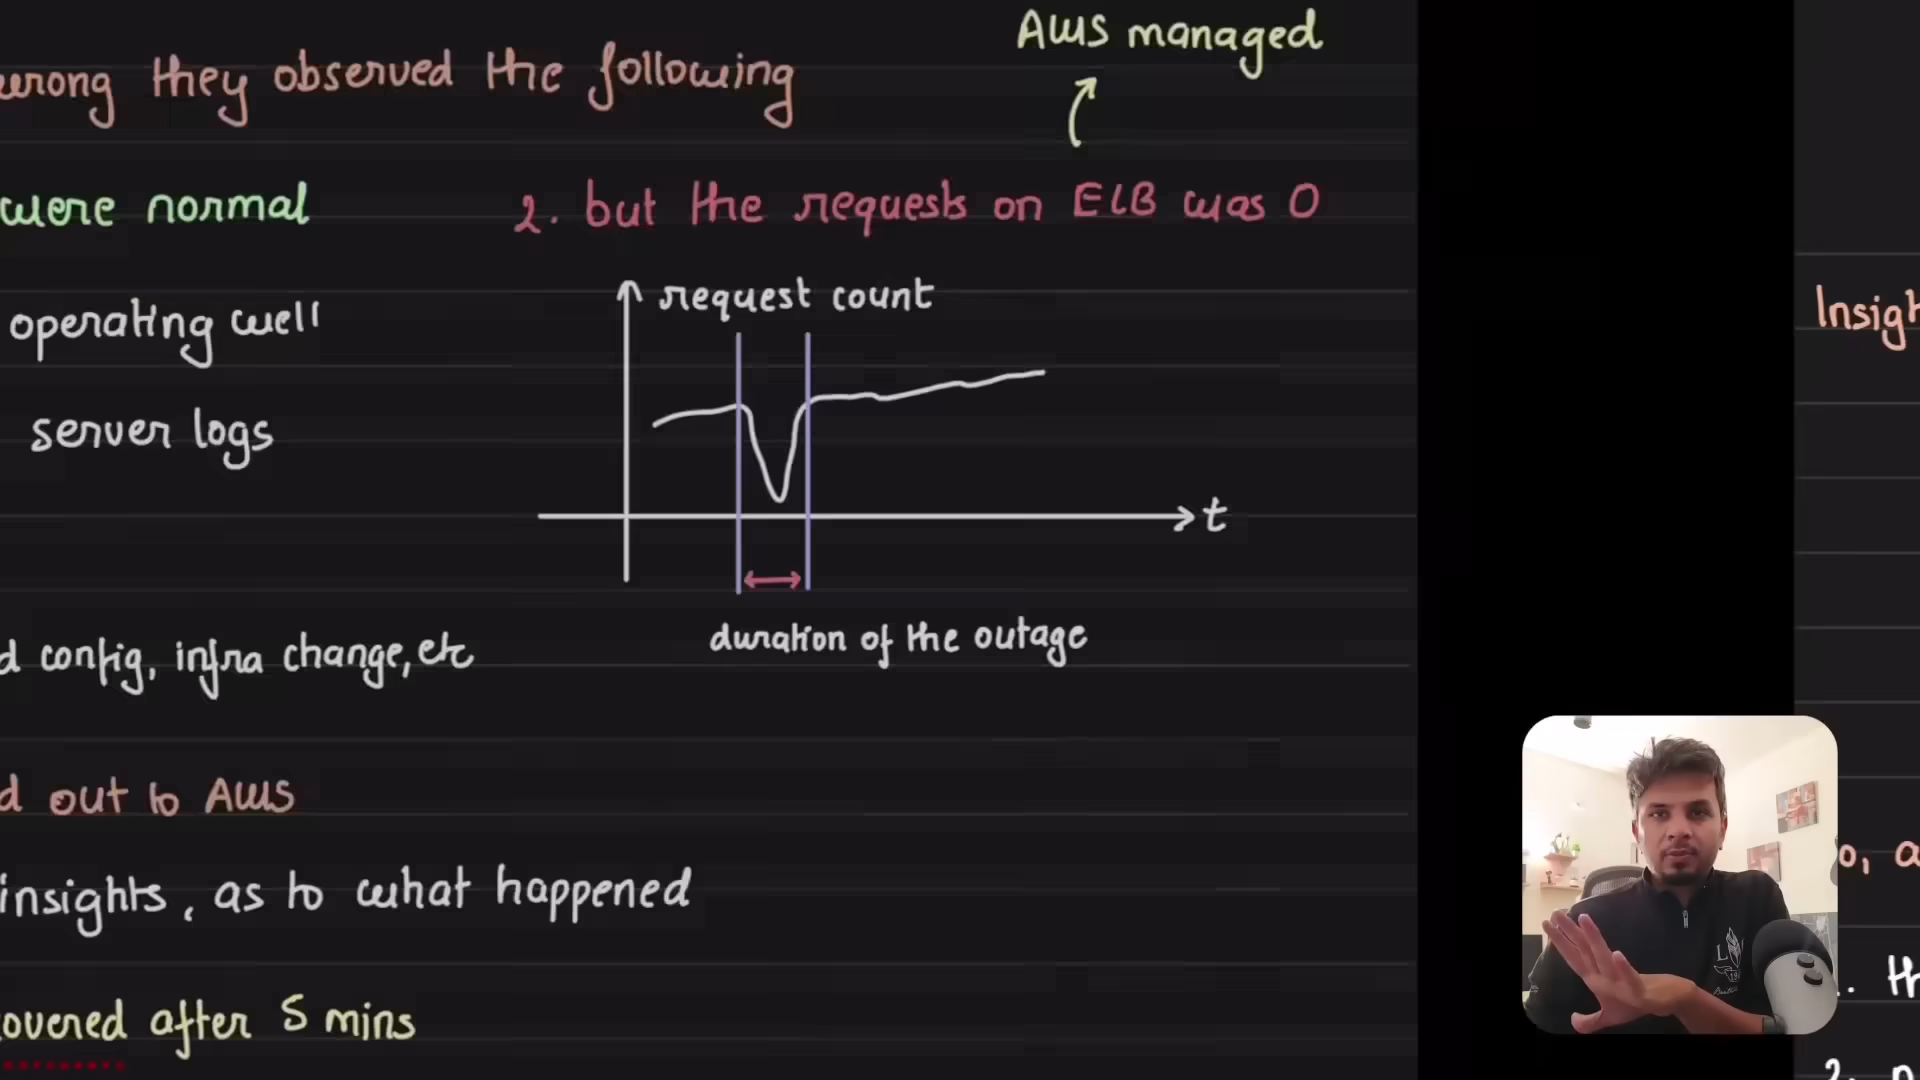 wrong they observed the following
AWS managed
were normal
2. but the requests on ELB was 0
operating well
request count
server logs
t
duration of the outage
d config, infra change, etc
d out to AWS
insights, as to what happened
overed after 5 mins
Insigh
o, a
. th
2. n